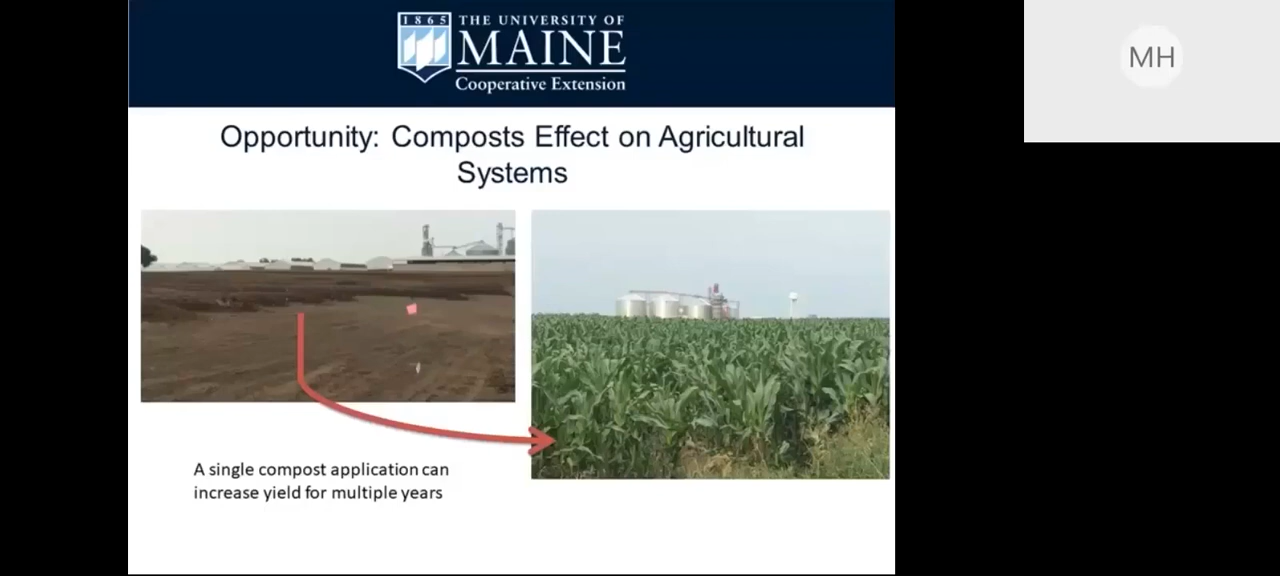 1865
THE UNIVERSITY OF
MAINE
Cooperative Extension
MH
Opportunity: Composts Effect on Agricultural
Systems
A single compost application can
increase yield for multiple years